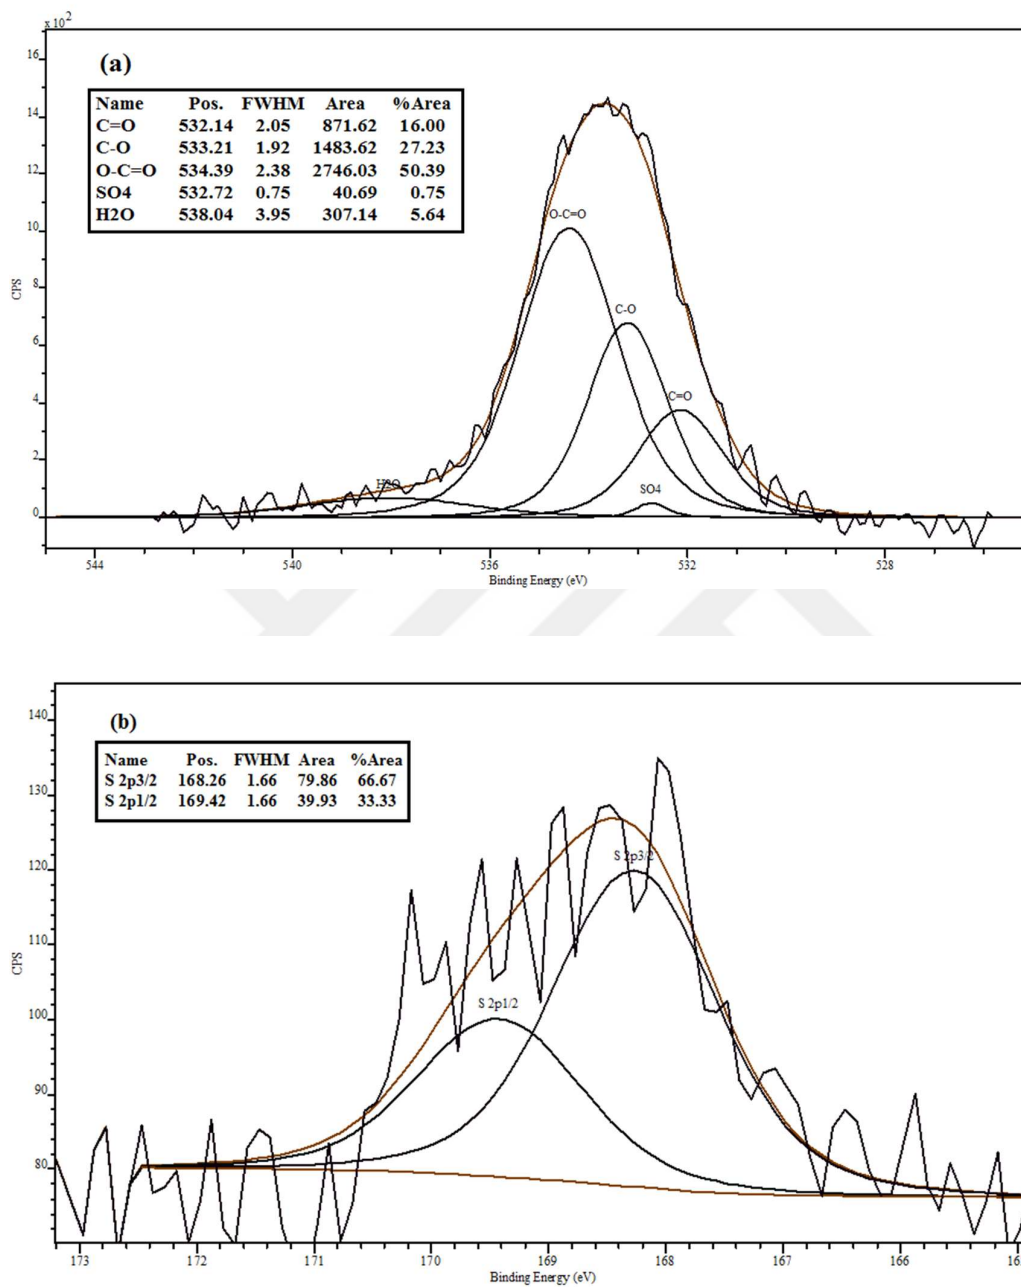 x 10²
(a)
Name Pos. FWHM Area %Area
C=O 532.14 2.05 871.62 16.00
C-O 533.21 1.92 1483.62 27.23
O-C=O 534.39 2.38 2746.03 50.39
SO4 532.72 0.75 40.69 0.75
H2O 538.04 3.95 307.14 5.64
16
14
12
10
8
6
4
2
0
CPS
O-C=O
C-O
C=O
H2O
SO4
544 540 536 532 528
Binding Energy (eV)
(b)
Name Pos. FWHM Area %Area
S 2p3/2 168.26 1.66 79.86 66.67
S 2p1/2 169.42 1.66 39.93 33.33
140
130
120
110
100
90
80
CPS
S 2p3/2
S 2p1/2
173 172 171 170 169 168 167 166
Binding Energy (eV)